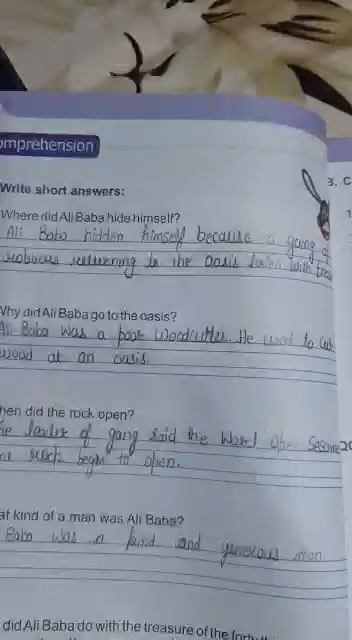 omprehension
3. C
Write short answers:
1
Where did Ali Baba hide himself?
Ali Baba hidden himself because a gang of
robbers returning to the Oasis with
Why did Ali Baba go to the oasis?
Ali Baba was a poor Woodcutter. He used to cut
wood at an oasis.
hen did the rock open?
he leader of gang said the Word open Sesame
he rock began to open.
at kind of a man was Ali Baba?
Baba was a kind and generous man
did Ali Baba do with the treasure of the forty